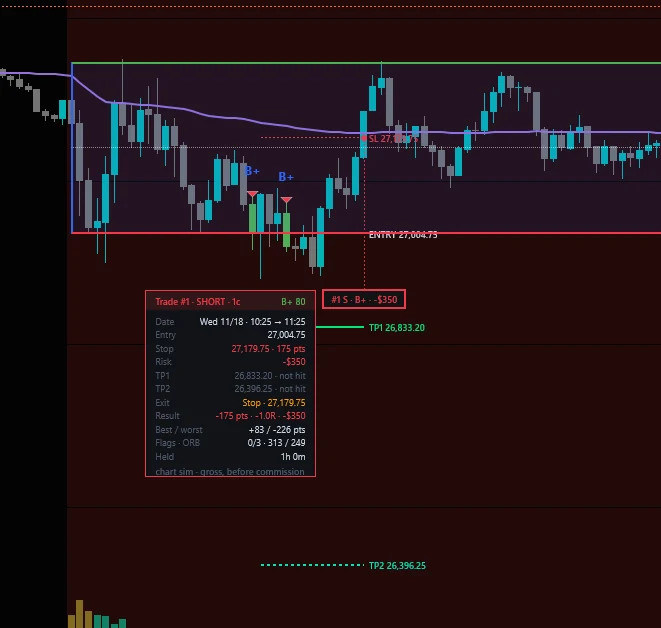 SL 27,179.75
B+
B+
ENTRY 27,004.75
Trade #1 · SHORT · 1c B+ 80
#1 S · B+ · -$350
Date Wed 11/18 · 10:25 → 11:25
Entry 27,004.75
TP1 26,833.20
Stop 27,179.75 · 175 pts
Risk -$350
TP1 26,833.20 · not hit
TP2 26,396.25 · not hit
Exit Stop · 27,179.75
Result -175 pts · -1.0R · -$350
Best / worst +83 / -226 pts
Flags · ORB 0/3 · 313 / 249
Held 1h 0m
chart sim · gross, before commission
TP2 26,396.25